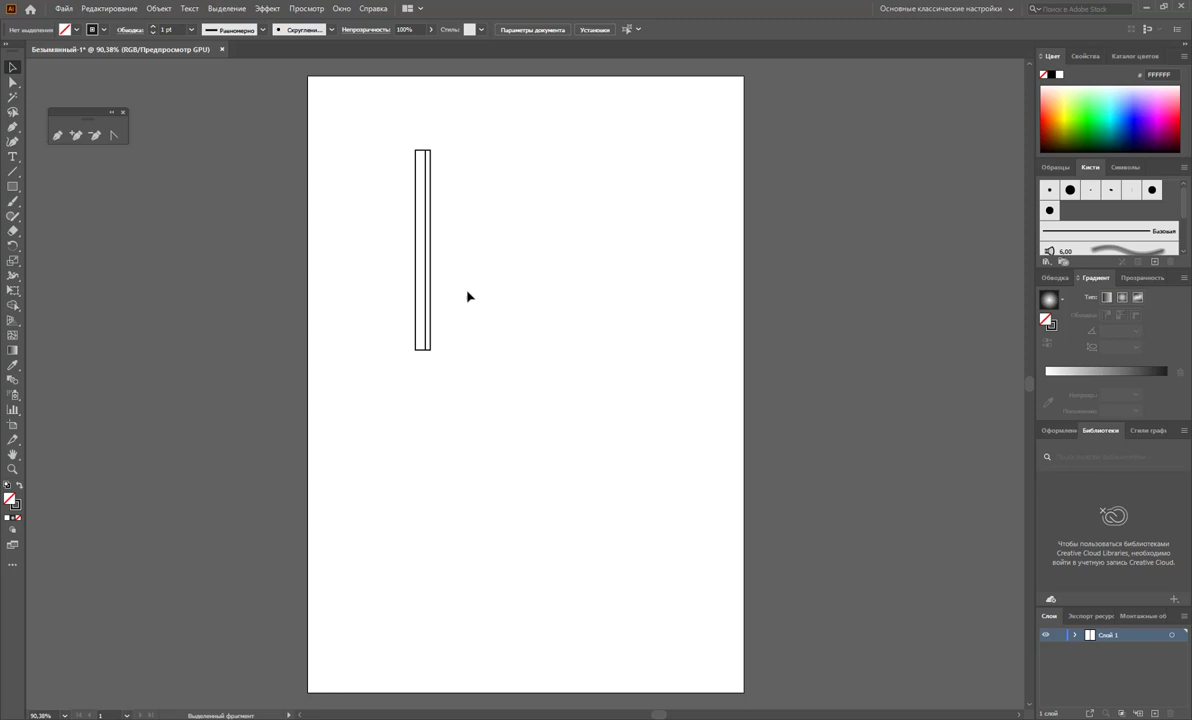 Ai
Файл Редактирование Объект Текст Выделение Эффект Просмотр Окно Справка
Основные классические настройки
Поиск в Adobe Stock
Нет выделения
Обводка: 1 pt
Равномерно
Скруглени...
Непрозрачность: 100%
Стиль:
Параметры документа
Установки
Безымянный-1* @ 90,38% (RGB/Предпросмотр GPU) ×
Цвет Свойства Каталог цветов
# FFFFFF
Образцы Кисти Символы
Базовая
6,00
Обводка Градиент Прозрачность
Тип:
Обводка:
Оформлени Библиотеки Стили граф
Чтобы пользоваться библиотеками
Creative Cloud Libraries, необходимо
войти в учетную запись Creative Cloud.
Слои Экспорт ресурс Монтажные об
Слой 1
1 слой
90,38% 1 Выделенный фрагмент